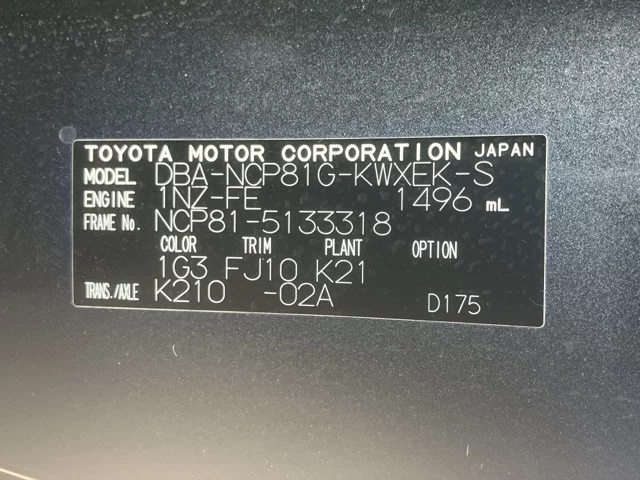 TOYOTA MOTOR CORPORATION JAPAN
MODEL DBA-NCP81G-KWXEK-S
ENGINE 1NZ-FE 1496 mL
FRAME No. NCP81-5133318
COLOR TRIM PLANT OPTION
1G3 FJ10 K21
TRANS./AXLE K210 -02A D175